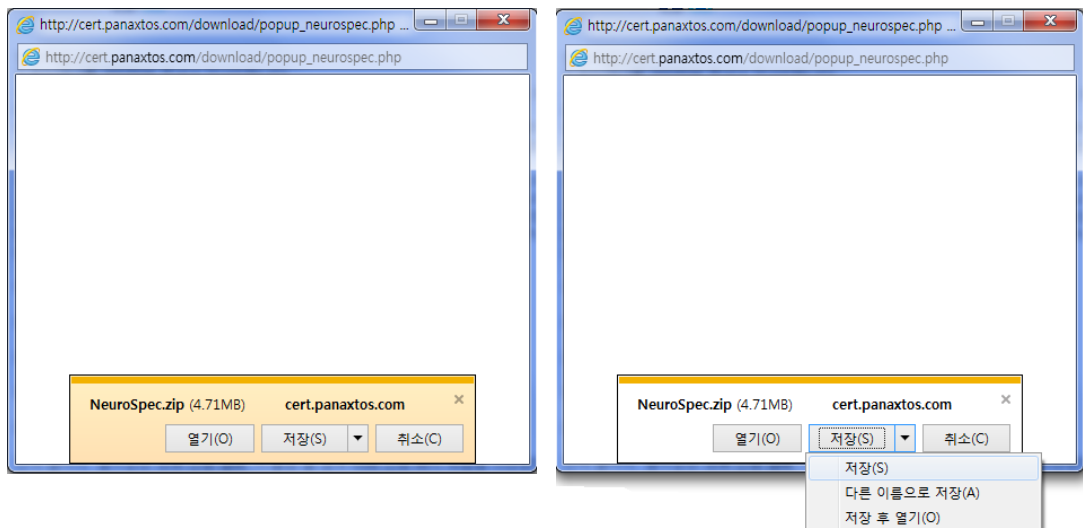 http://cert.panaxtos.com/download/popup_neurospec.php ...
http://cert.panaxtos.com/download/popup_neurospec.php
NeuroSpec.zip (4.71MB) cert.panaxtos.com
열기(O) 저장(S) 취소(C)
http://cert.panaxtos.com/download/popup_neurospec.php ...
http://cert.panaxtos.com/download/popup_neurospec.php
NeuroSpec.zip (4.71MB) cert.panaxtos.com
열기(O) 저장(S) 취소(C)
저장(S)
다른 이름으로 저장(A)
저장 후 열기(O)